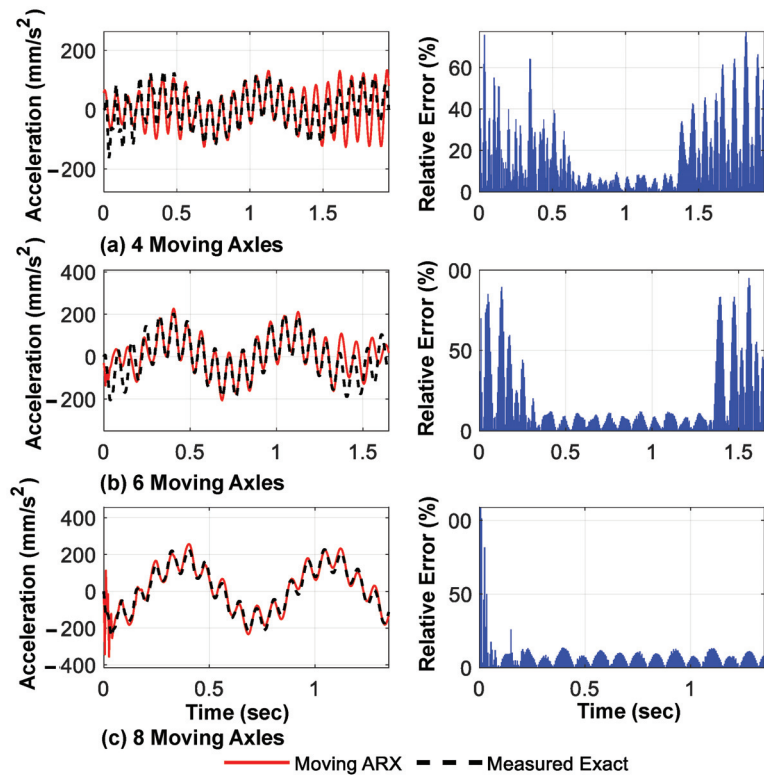 Acceleration (mm/s²)
200
0
−200
0 0.5 1 1.5
Relative Error (%)
60
40
20
0
0 0.5 1 1.5
(a) 4 Moving Axles
Acceleration (mm/s²)
400
200
0
−200
0 0.5 1 1.5
Relative Error (%)
00
50
0
0 0.5 1 1.5
(b) 6 Moving Axles
Acceleration (mm/s²)
400
200
0
−200
−400
0 0.5 1
Time (sec)
Relative Error (%)
00
50
0
0 0.5 1
Time (sec)
(c) 8 Moving Axles
Moving ARX Measured Exact